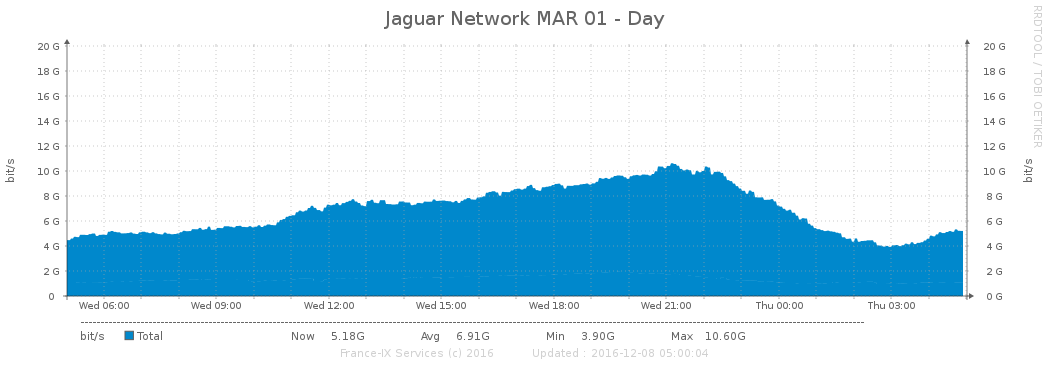 Jaguar Network MAR 01 - Day
RRDTOOL / TOBI OETIKER
bit/s
20 G
18 G
16 G
14 G
12 G
10 G
8 G
6 G
4 G
2 G
0
20 G
18 G
16 G
14 G
12 G
10 G
8 G
6 G
4 G
2 G
0 G
bit/s
Wed 06:00 Wed 09:00 Wed 12:00 Wed 15:00 Wed 18:00 Wed 21:00 Thu 00:00 Thu 03:00
bit/s Total Now 5.18G Avg 6.91G Min 3.90G Max 10.60G
France-IX Services (c) 2016 Updated : 2016-12-08 05:00:04